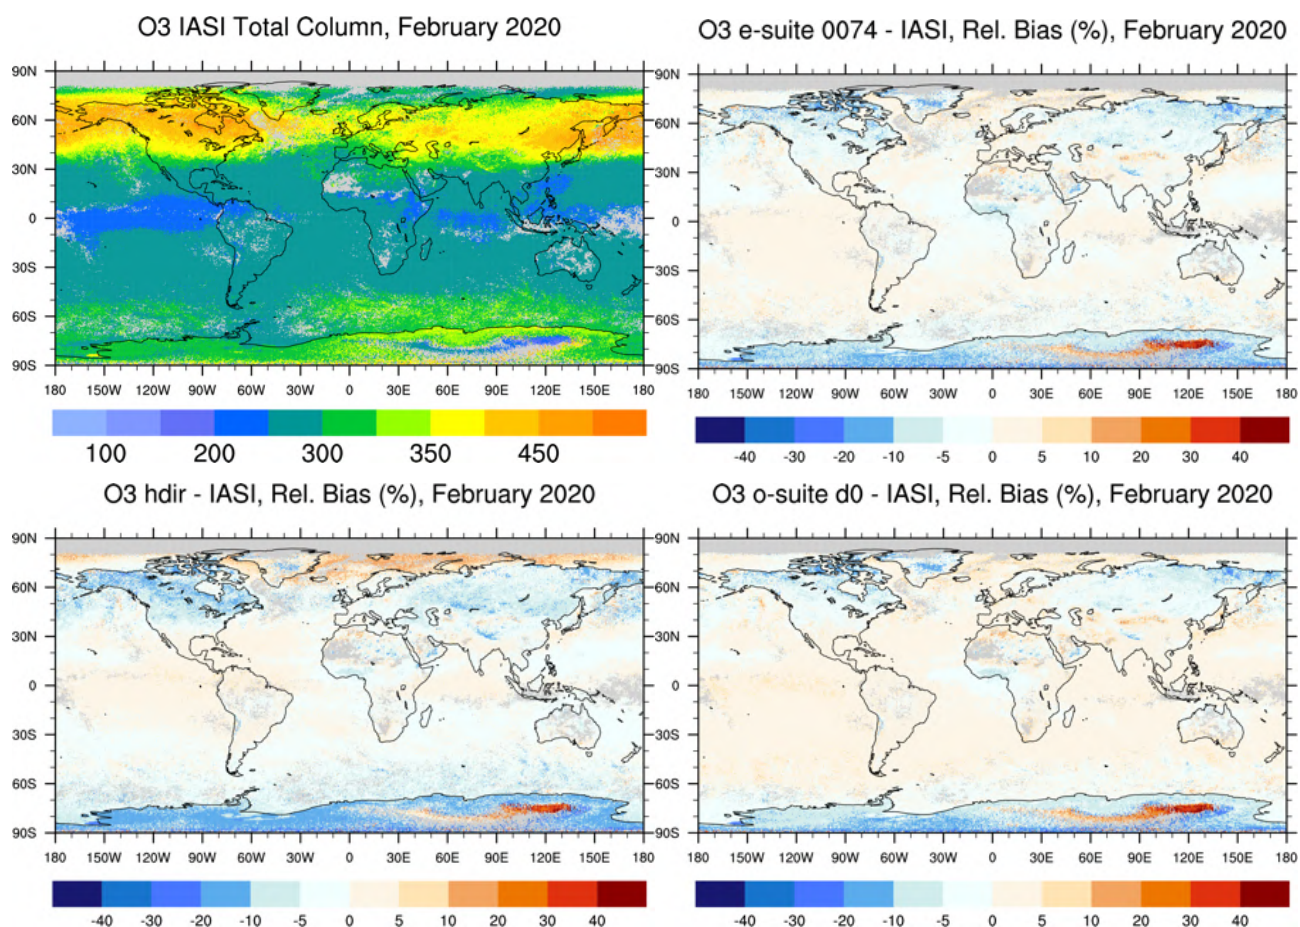 O3 IASI Total Column, February 2020
90N
60N
30N
0
30S
60S
90S
180 150W 120W 90W 60W 30W 0 30E 60E 90E 120E 150E 180
100 200 300 350 450
O3 e-suite 0074 - IASI, Rel. Bias (%), February 2020
90N
60N
30N
0
30S
60S
90S
180 150W 120W 90W 60W 30W 0 30E 60E 90E 120E 150E 180
-40 -30 -20 -10 -5 0 5 10 20 30 40
O3 hdir - IASI, Rel. Bias (%), February 2020
90N
60N
30N
0
30S
60S
90S
180 150W 120W 90W 60W 30W 0 30E 60E 90E 120E 150E 180
-40 -30 -20 -10 -5 0 5 10 20 30 40
O3 o-suite d0 - IASI, Rel. Bias (%), February 2020
90N
60N
30N
0
30S
60S
90S
180 150W 120W 90W 60W 30W 0 30E 60E 90E 120E 150E 180
-40 -30 -20 -10 -5 0 5 10 20 30 40